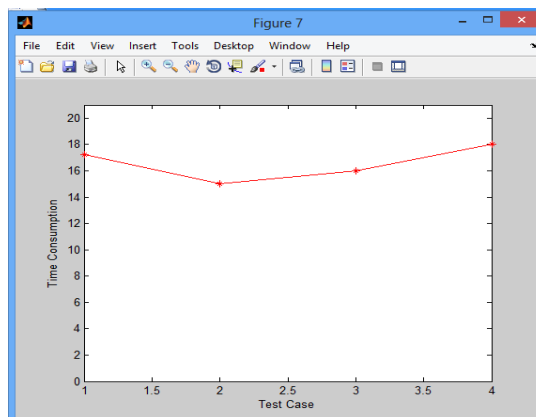 Figure 7
File Edit View Insert Tools Desktop Window Help
20
18
16
14
12
10
8
6
4
2
0
Time Consumption
1 1.5 2 2.5 3 3.5 4
Test Case